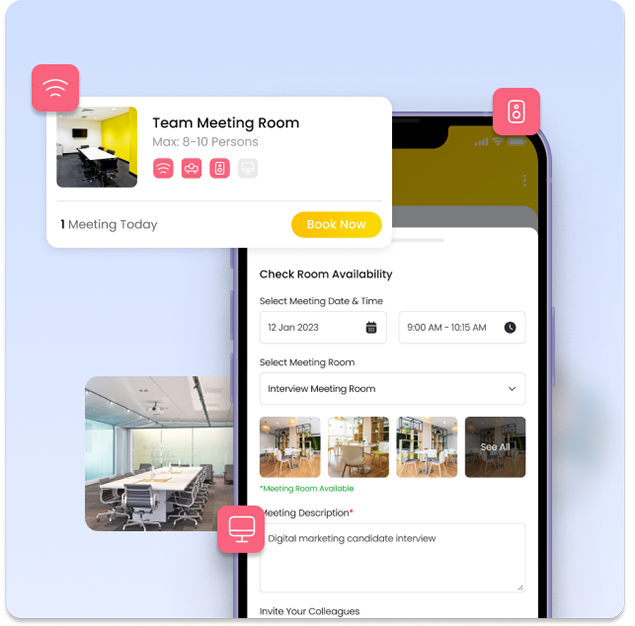 Team Meeting Room
Max: 8-10 Persons
1 Meeting Today
Book Now
Check Room Availability
Select Meeting Date & Time
12 Jan 2023
9:00 AM - 10:15 AM
Select Meeting Room
Interview Meeting Room
See All
*Meeting Room Available
Meeting Description*
Digital marketing candidate interview
Invite Your Colleagues